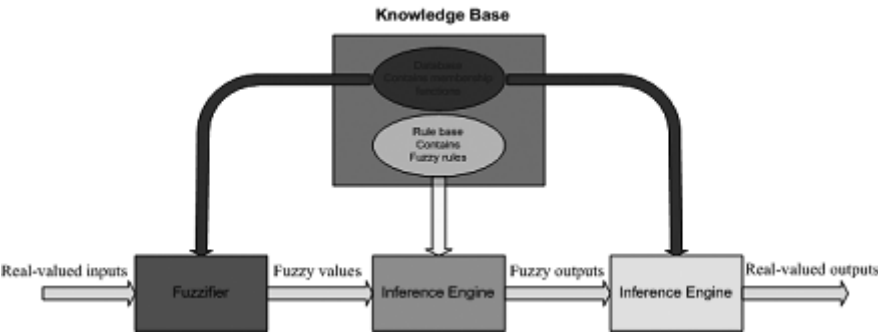 Knowledge Base
Database
Contains membership
functions
Rule base
Contains
Fuzzy rules
Real-valued inputs
Fuzzifier
Fuzzy values
Inference Engine
Fuzzy outputs
Inference Engine
Real-valued outputs